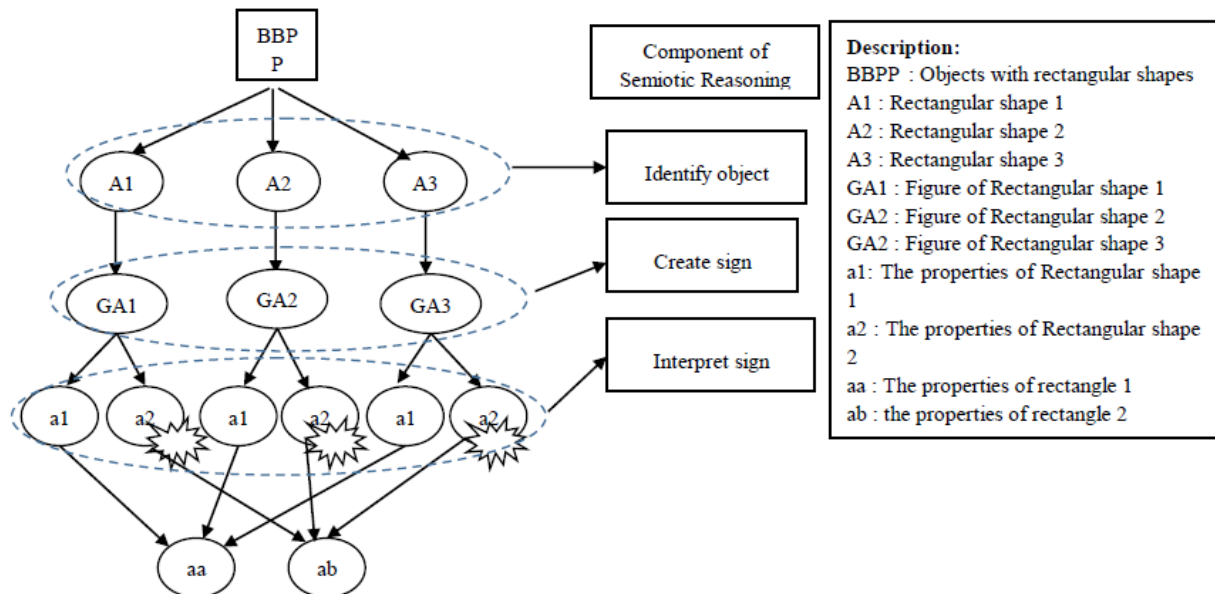 BBP
P
Component of
Semiotic Reasoning
A1
A2
A3
Identify object
GA1
GA2
GA3
Create sign
a1
a2
a1
a2
a1
a2
Interpret sign
aa
ab
Description:
BBPP : Objects with rectangular shapes
A1 : Rectangular shape 1
A2 : Rectangular shape 2
A3 : Rectangular shape 3
GA1 : Figure of Rectangular shape 1
GA2 : Figure of Rectangular shape 2
GA2 : Figure of Rectangular shape 3
a1: The properties of Rectangular shape
1
a2 : The properties of Rectangular shape
2
aa : The properties of rectangle 1
ab : the properties of rectangle 2